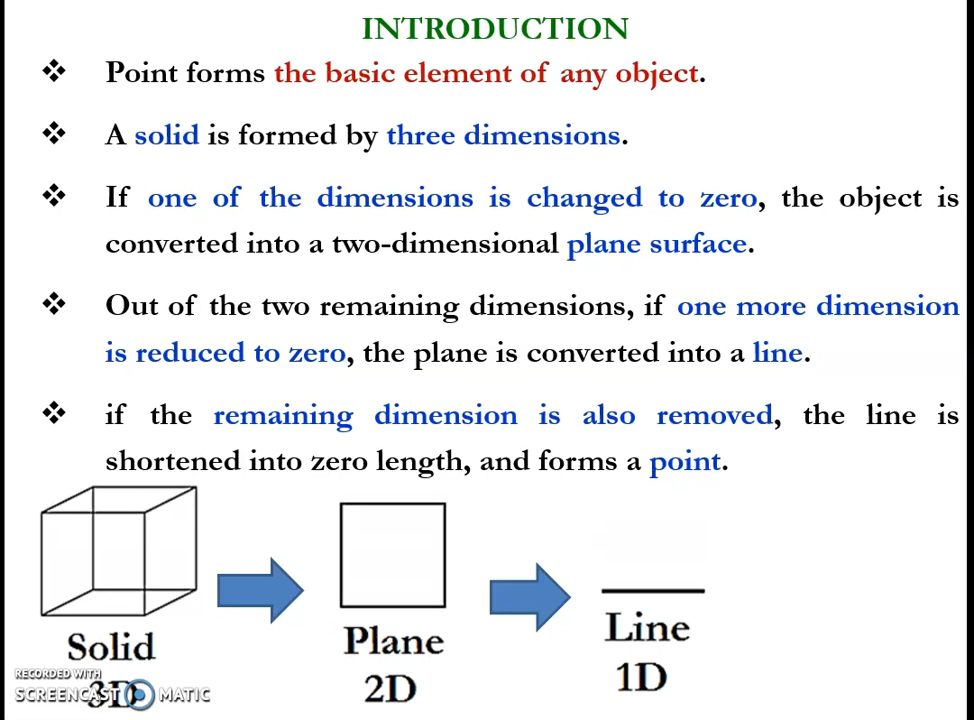 INTRODUCTION
❖ Point forms the basic element of any object.
❖ A solid is formed by three dimensions.
❖ If one of the dimensions is changed to zero, the object is
converted into a two-dimensional plane surface.
❖ Out of the two remaining dimensions, if one more dimension
is reduced to zero, the plane is converted into a line.
❖ if the remaining dimension is also removed, the line is
shortened into zero length, and forms a point.
Solid
3D
Plane
2D
Line
1D
RECORDED WITH
SCREENCAST MATIC